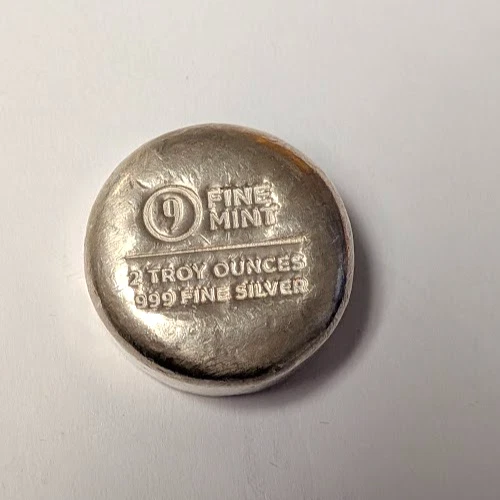 9 FINE
MINT
2 TROY OUNCES
999 FINE SILVER